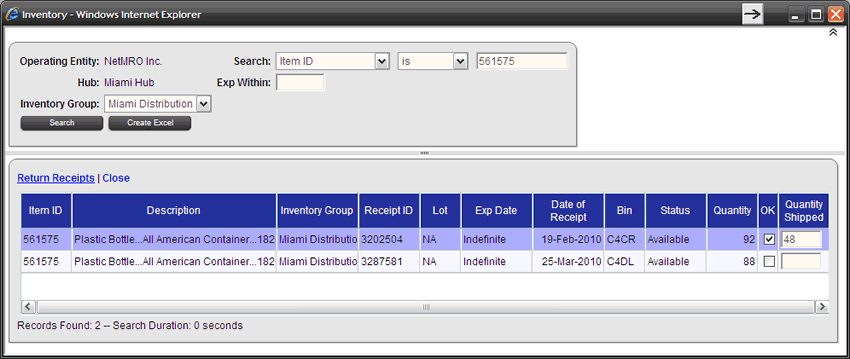 Inventory - Windows Internet Explorer
Operating Entity: NetMRO Inc. Search: Item ID is 561575
Hub: Miami Hub Exp Within:
Inventory Group: Miami Distribution
Search Create Excel
Return Receipts | Close
Item ID Description Inventory Group Receipt ID Lot Exp Date Date of Receipt Bin Status Quantity OK Quantity Shipped
561575 Plastic Bottle...All American Container...182 Miami Distributio 3202504 NA Indefinite 19-Feb-2010 C4CR Available 92 48
561575 Plastic Bottle...All American Container...182 Miami Distributio 3287581 NA Indefinite 25-Mar-2010 C4DL Available 88
Records Found: 2 -- Search Duration: 0 seconds